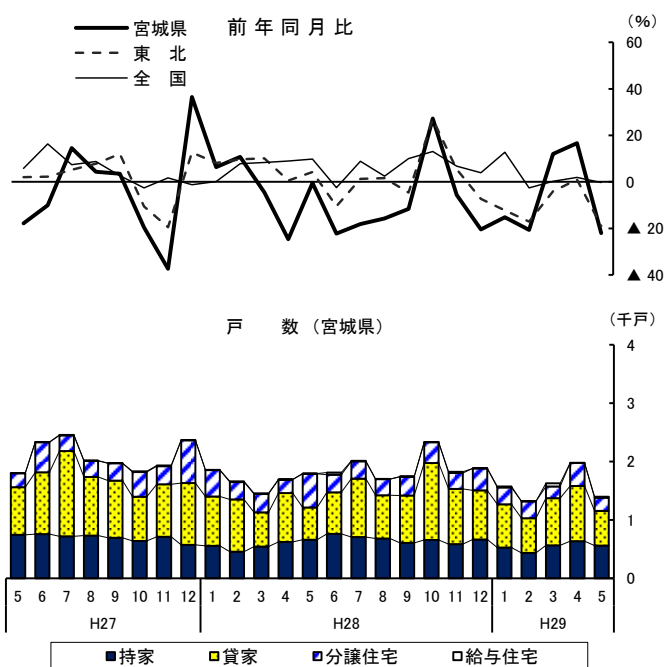 前年同月比
(％)
宮城県
東　北
全　国
60
40
20
0
▲ 20
▲ 40
戸　　数（宮城県）
（千戸）
4
3
2
1
0
5 6 7 8 9 10 11 12 1 2 3 4 5 6 7 8 9 10 11 12 1 2 3 4 5
H27 H28 H29
持家 貸家 分譲住宅 給与住宅